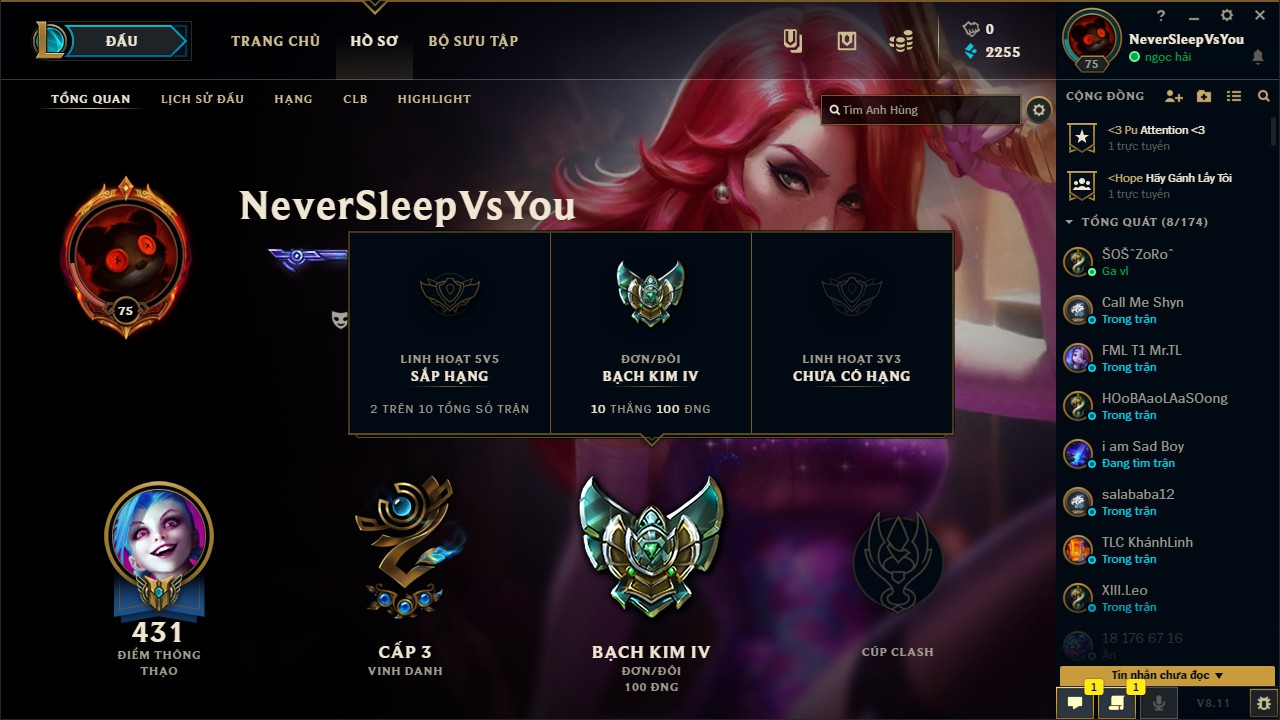 ĐẤU
TRANG CHỦ
HỒ SƠ
BỘ SƯU TẬP
0
2255
?
NeverSleepVsYou
ngọc hải
75
TỔNG QUAN
LỊCH SỬ ĐẤU
HẠNG
CLB
HIGHLIGHT
Tìm Anh Hùng
CỘNG ĐỒNG
<3 Pu Attention <3
1 trực tuyến
<Hope Hãy Gánh Lấy Tôi
1 trực tuyến
TỔNG QUÁT (8/174)
ŠOŠˆZoRoˆ
Ga vl
Call Me Shyn
Trong trận
FML T1 Mr.TL
Trong trận
HOoBAaoLAaSOong
Trong trận
i am Sad Boy
Đang tìm trận
salababa12
Trong trận
TLC KhánhLinh
Trong trận
XIII.Leo
Trong trận
18 176 67 16
Ẩn
Tin nhắn chưa đọc
1
1
V8.11
NeverSleepVsYou
75
LINH HOẠT 5V5
SẮP HẠNG
2 TRÊN 10 TỔNG SỐ TRẬN
ĐƠN/ĐÔI
BẠCH KIM IV
10 THẮNG 100 ĐNG
LINH HOẠT 3V3
CHƯA CÓ HẠNG
431
ĐIỂM THÔNG
THẠO
CẤP 3
VINH DANH
BẠCH KIM IV
ĐƠN/ĐÔI
100 ĐNG
CÚP CLASH